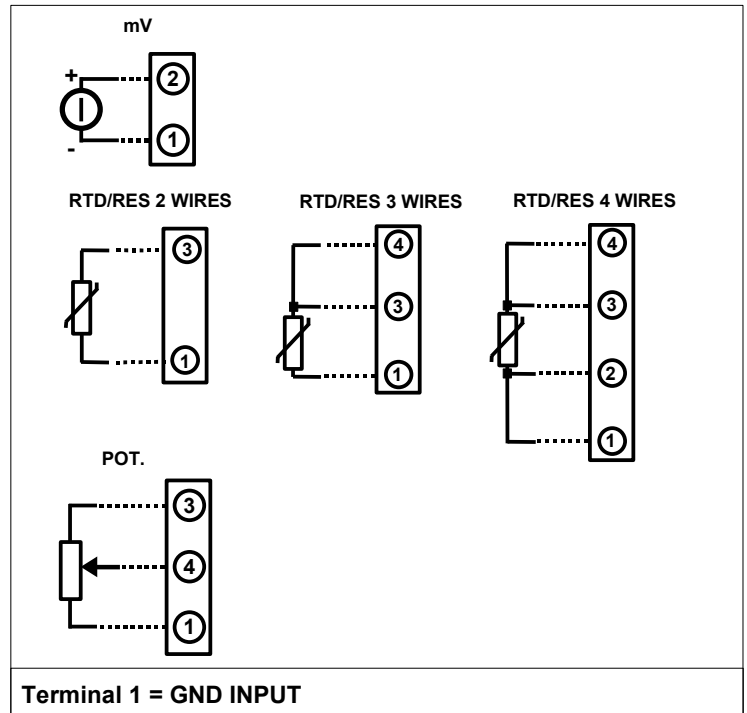 mV
+
2
-
1
RTD/RES 2 WIRES
RTD/RES 3 WIRES
RTD/RES 4 WIRES
3
1
4
3
1
4
3
2
1
POT.
3
4
1
Terminal 1 = GND INPUT